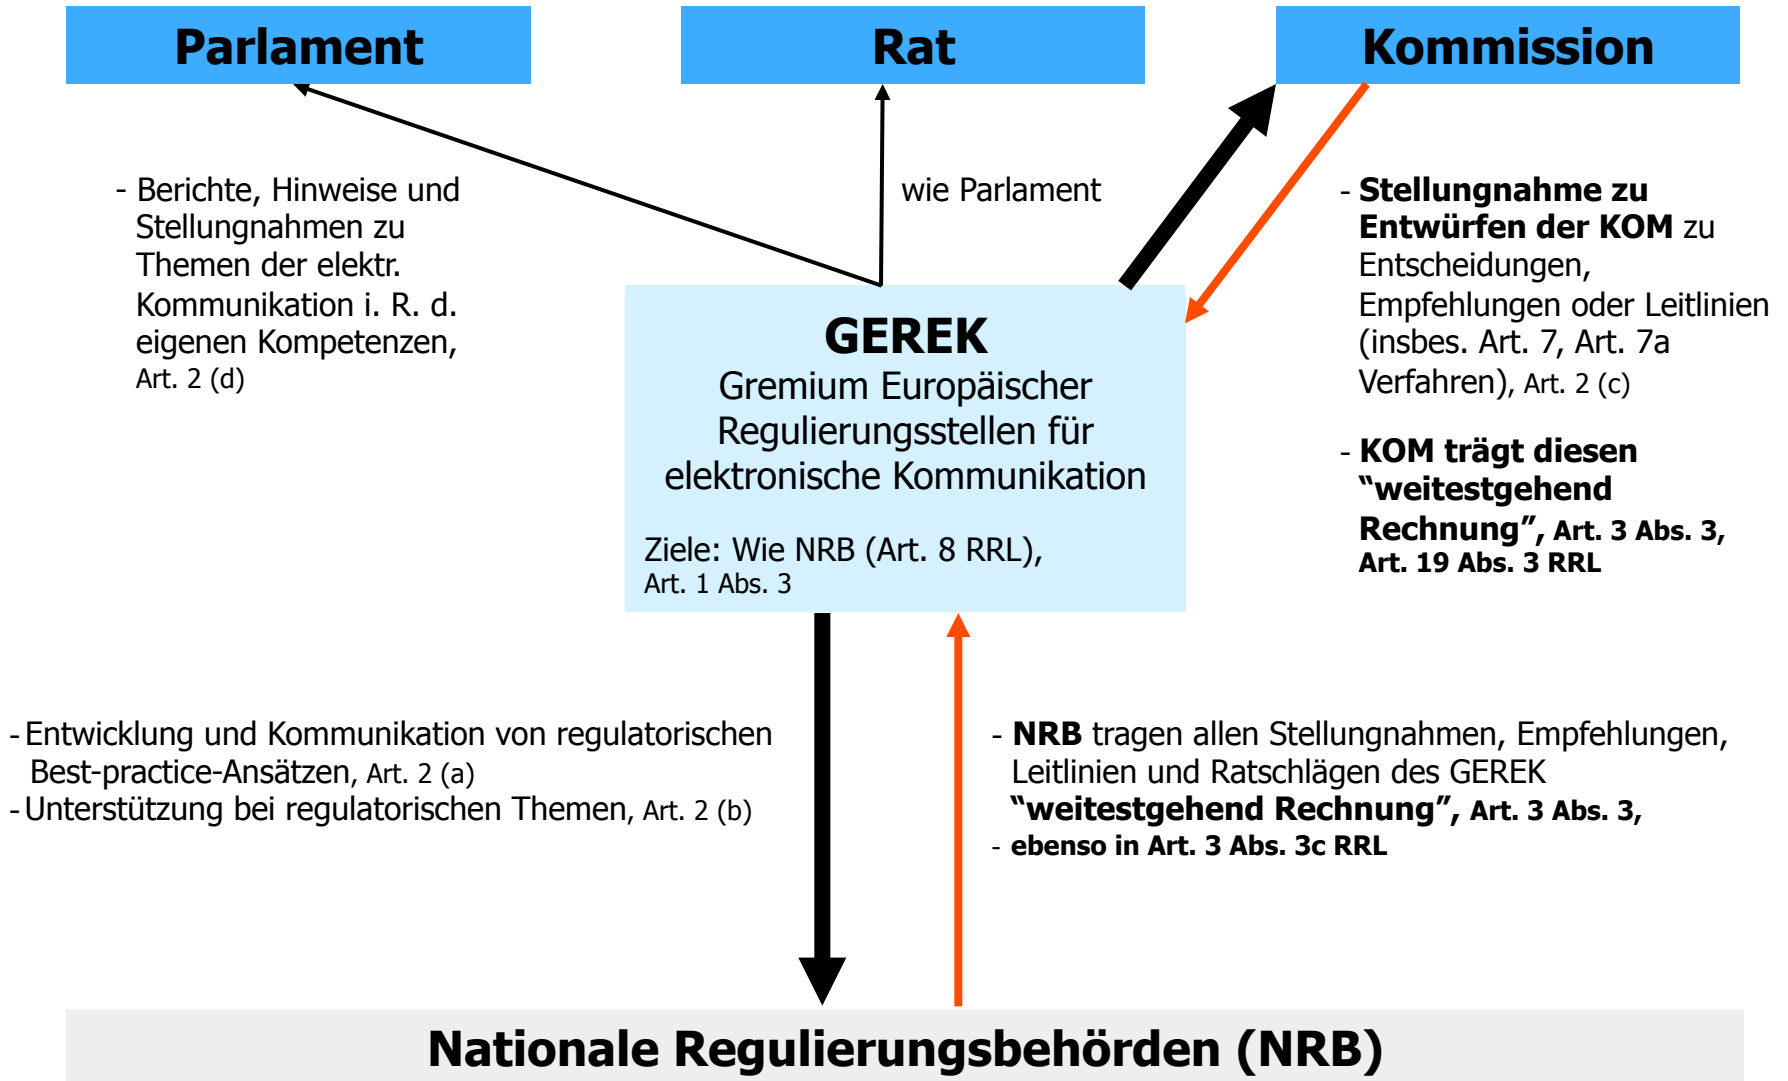 Parlament
Rat
Kommission
- Berichte, Hinweise und
Stellungnahmen zu
Themen der elektr.
Kommunikation i. R. d.
eigenen Kompetenzen,
Art. 2 (d)
wie Parlament
- Stellungnahme zu
Entwürfen der KOM zu
Entscheidungen,
Empfehlungen oder Leitlinien
(insbes. Art. 7, Art. 7a
Verfahren), Art. 2 (c)
- KOM trägt diesen
“weitestgehend
Rechnung”, Art. 3 Abs. 3,
Art. 19 Abs. 3 RRL
GEREK
Gremium Europäischer
Regulierungsstellen für
elektronische Kommunikation
Ziele: Wie NRB (Art. 8 RRL),
Art. 1 Abs. 3
- Entwicklung und Kommunikation von regulatorischen
Best-practice-Ansätzen, Art. 2 (a)
- Unterstützung bei regulatorischen Themen, Art. 2 (b)
- NRB tragen allen Stellungnahmen, Empfehlungen,
Leitlinien und Ratschlägen des GEREK
“weitestgehend Rechnung”, Art. 3 Abs. 3,
- ebenso in Art. 3 Abs. 3c RRL
Nationale Regulierungsbehörden (NRB)